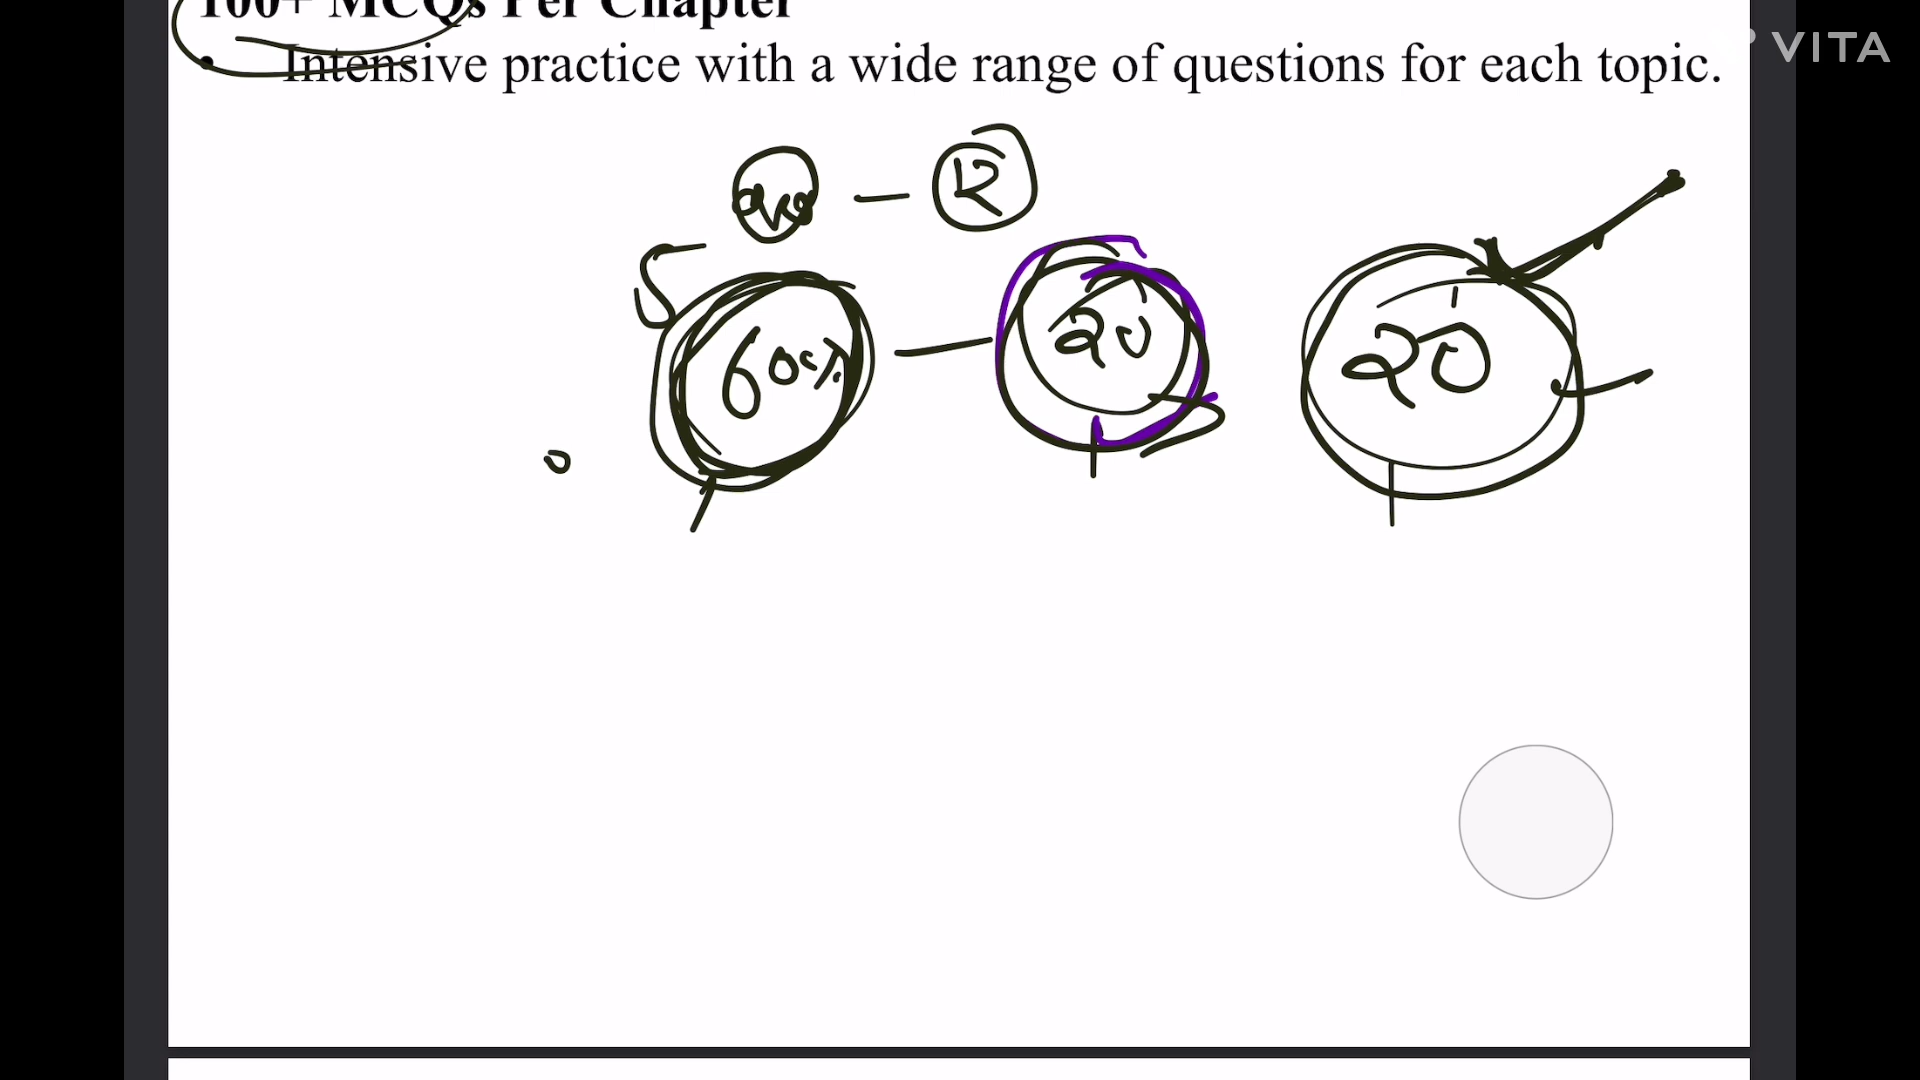 100+ MCQs Per Chapter
VITA
• Intensive practice with a wide range of questions for each topic.
60%
20
20